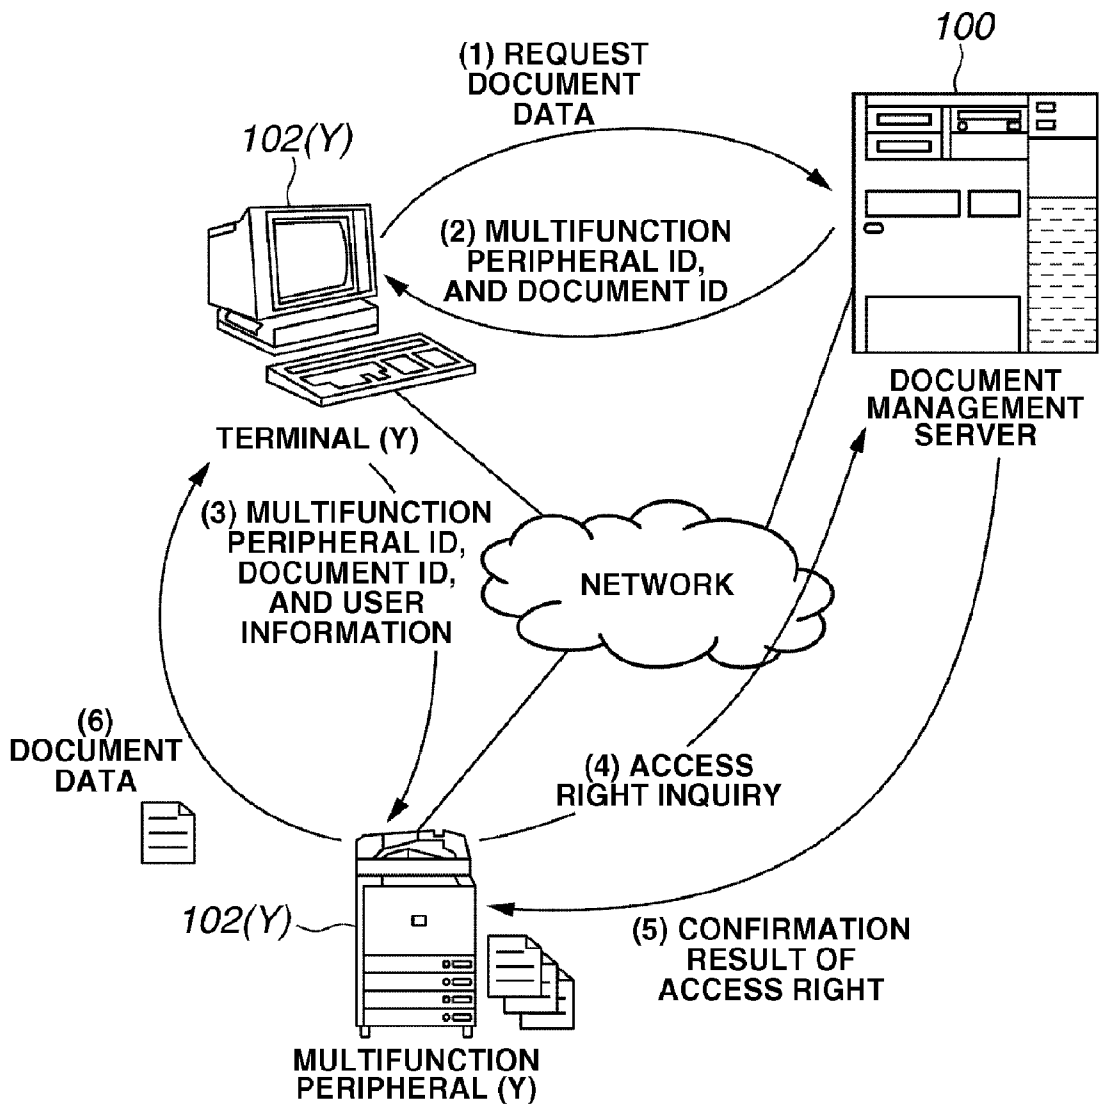 100
(1) REQUEST
DOCUMENT
DATA
102(Y)
(2) MULTIFUNCTION
PERIPHERAL ID,
AND DOCUMENT ID
DOCUMENT
MANAGEMENT
SERVER
TERMINAL (Y)
(3) MULTIFUNCTION
PERIPHERAL ID,
DOCUMENT ID,
AND USER
INFORMATION
NETWORK
(6)
DOCUMENT
DATA
(4) ACCESS
RIGHT INQUIRY
102(Y)
(5) CONFIRMATION
RESULT OF
ACCESS RIGHT
MULTIFUNCTION
PERIPHERAL (Y)